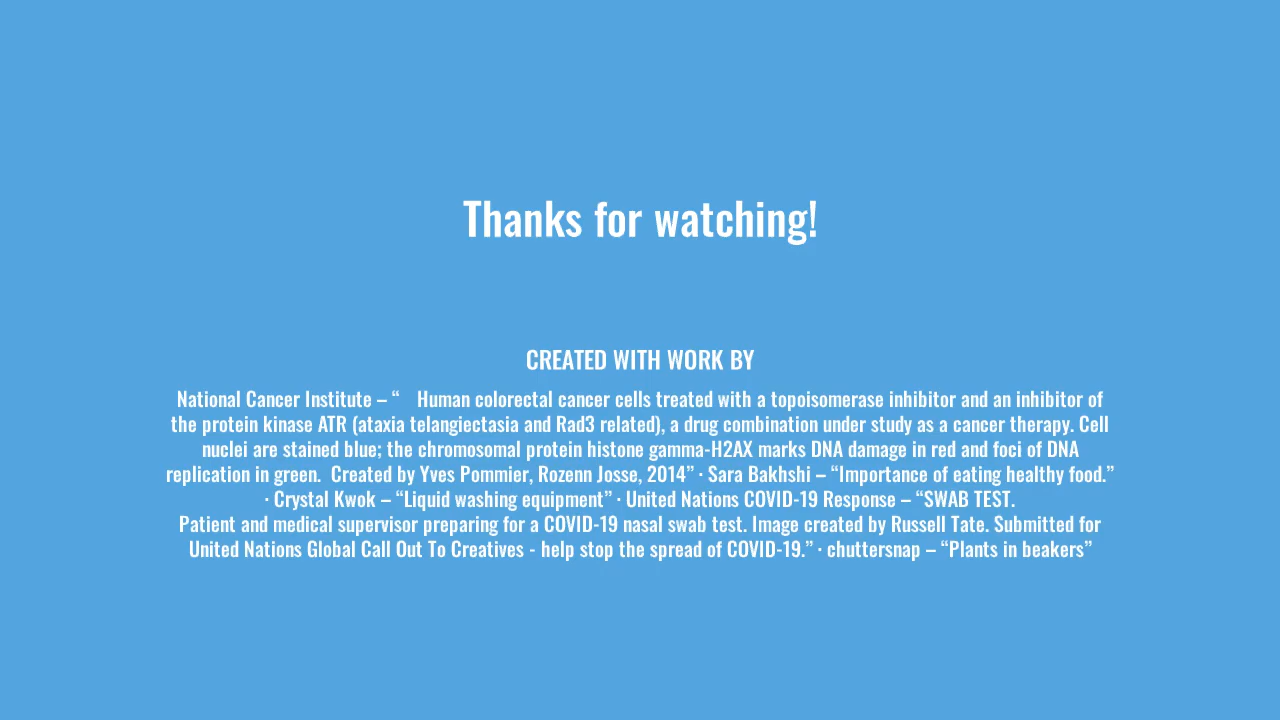 Thanks for watching!
CREATED WITH WORK BY
National Cancer Institute – “ Human colorectal cancer cells treated with a topoisomerase inhibitor and an inhibitor of
the protein kinase ATR (ataxia telangiectasia and Rad3 related), a drug combination under study as a cancer therapy. Cell
nuclei are stained blue; the chromosomal protein histone gamma-H2AX marks DNA damage in red and foci of DNA
replication in green. Created by Yves Pommier, Rozenn Josse, 2014” · Sara Bakhshi – “Importance of eating healthy food.”
· Crystal Kwok – “Liquid washing equipment” · United Nations COVID-19 Response – “SWAB TEST.
Patient and medical supervisor preparing for a COVID-19 nasal swab test. Image created by Russell Tate. Submitted for
United Nations Global Call Out To Creatives - help stop the spread of COVID-19.” · chuttersnap – “Plants in beakers”